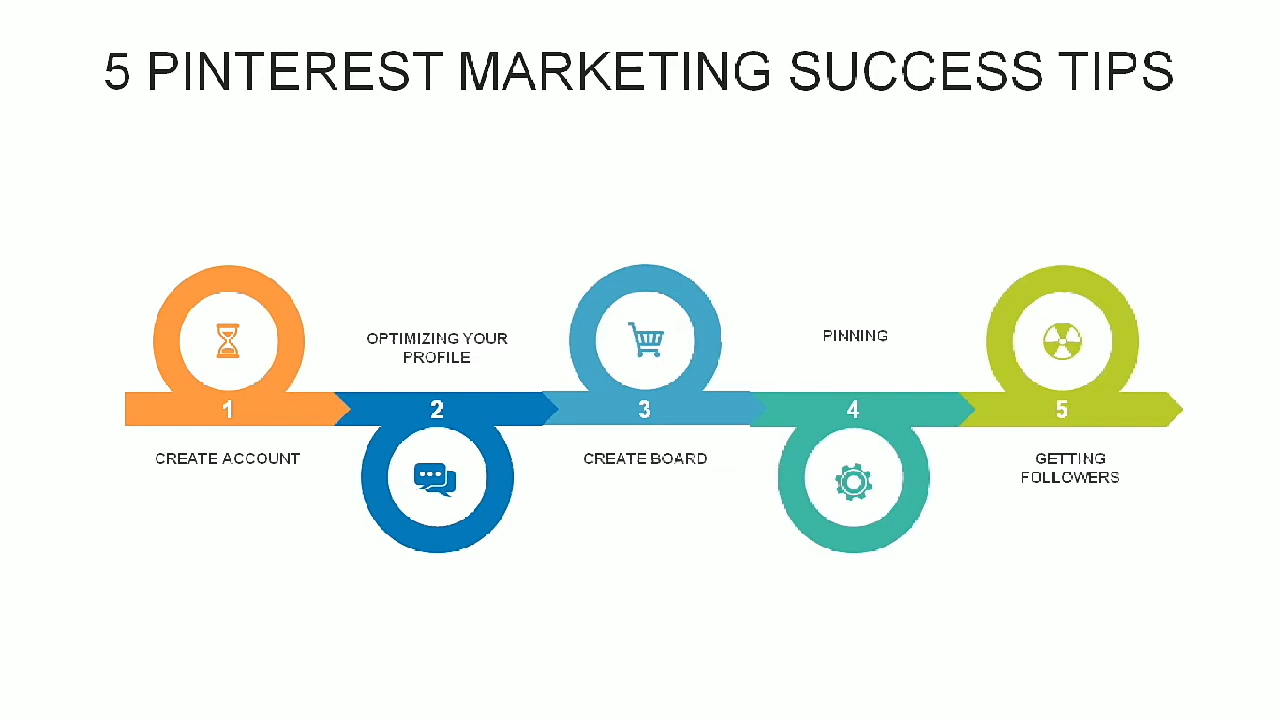 5 PINTEREST MARKETING SUCCESS TIPS
1
CREATE ACCOUNT
OPTIMIZING YOUR
PROFILE
2
3
CREATE BOARD
PINNING
4
5
GETTING
FOLLOWERS